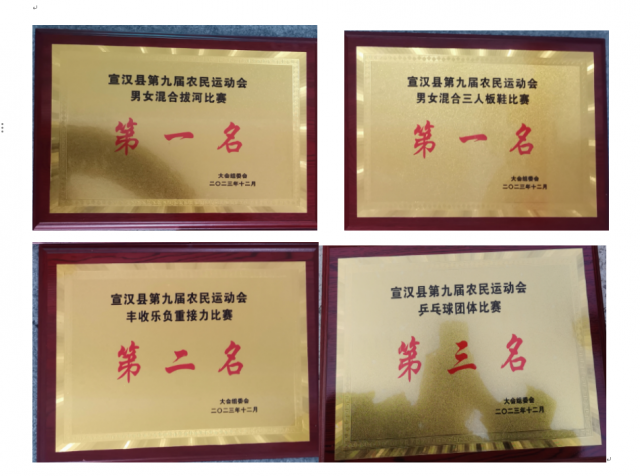 宣汉县第九届农民运动会
男女混合拔河比赛
第一名
大会组委会
二〇二三年十二月
宣汉县第九届农民运动会
男女混合三人板鞋比赛
第一名
大会组委会
二〇二三年十二月
宣汉县第九届农民运动会
丰收乐负重接力比赛
第二名
大会组委会
二〇二三年十二月
宣汉县第九届农民运动会
乒乓球团体比赛
第三名
大会组委会
二〇二三年十二月